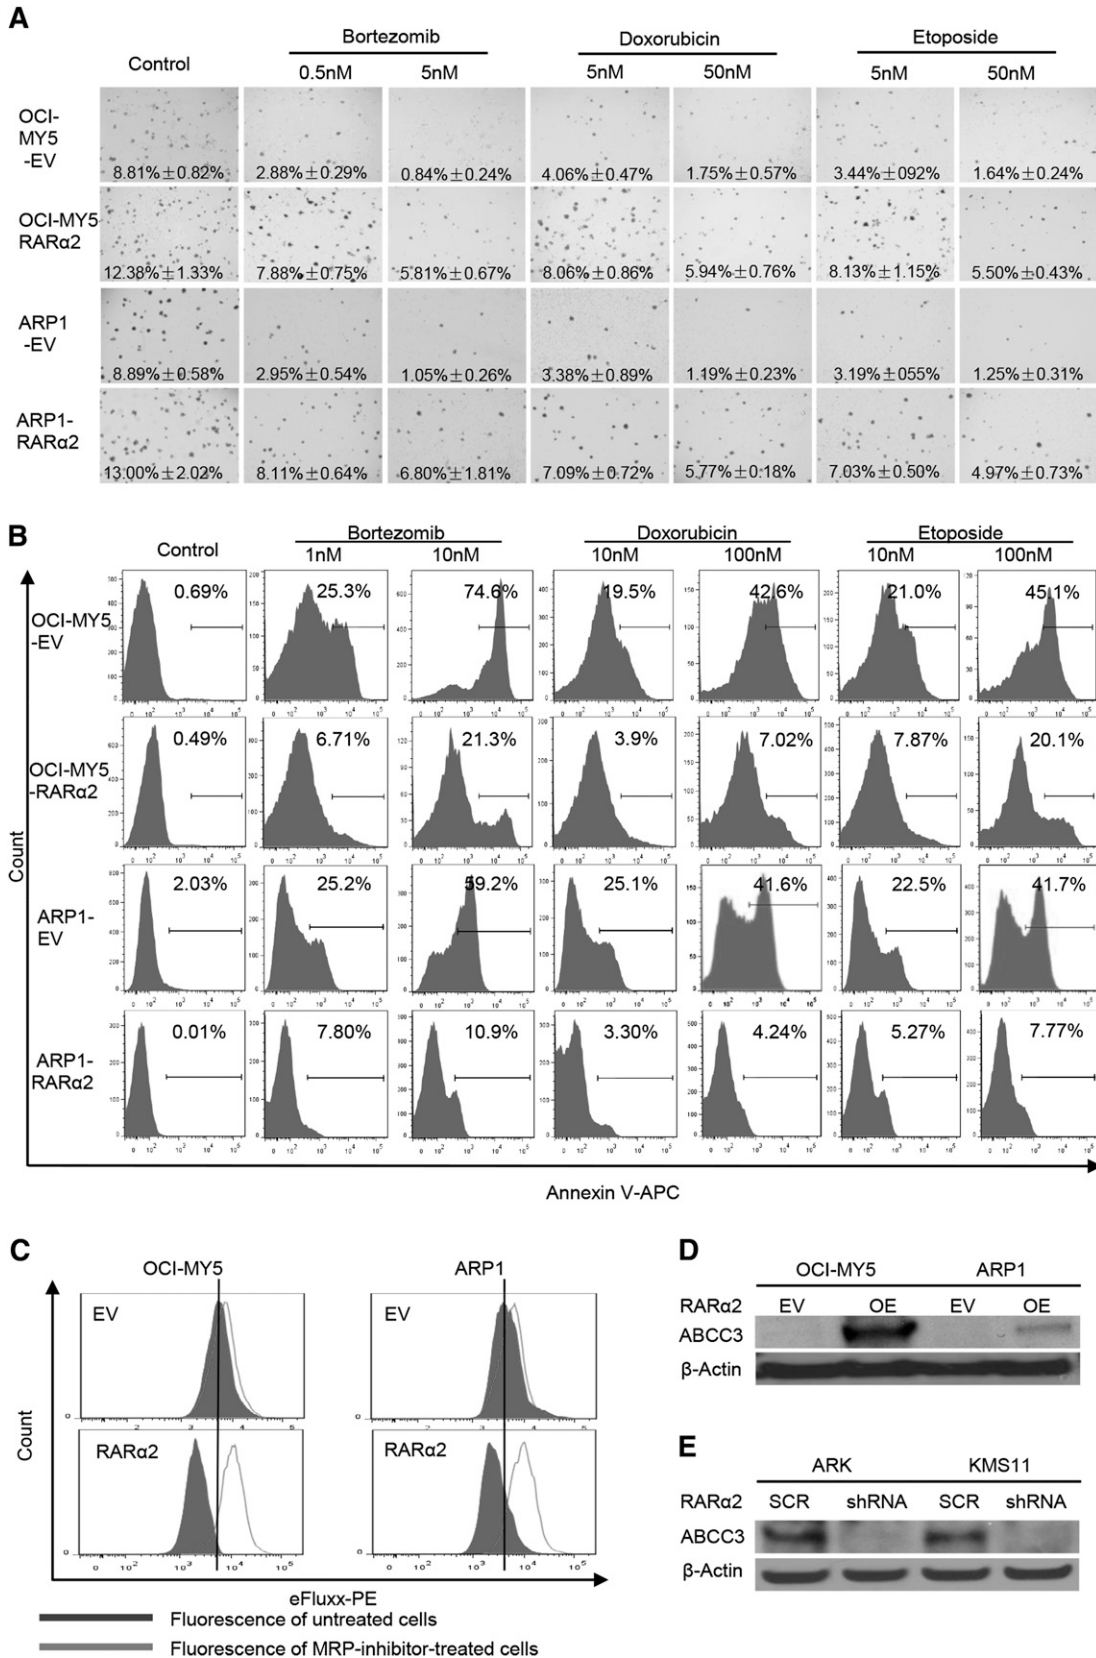 A
Bortezomib Doxorubicin Etoposide
Control 0.5nM 5nM 5nM 50nM 5nM 50nM
OCI-
MY5
-EV
8.81%±0.82% 2.88%±0.29% 0.84%±0.24% 4.06%±0.47% 1.75%±0.57% 3.44%±092% 1.64%±0.24%
OCI-MY5
RARα2
12.38%±1.33% 7.88%±0.75% 5.81%±0.67% 8.06%±0.86% 5.94%±0.76% 8.13%±1.15% 5.50%±0.43%
ARP1
-EV
8.89%±0.58% 2.95%±0.54% 1.05%±0.26% 3.38%±0.89% 1.19%±0.23% 3.19%±055% 1.25%±0.31%
ARP1-
RARα2
13.00%±2.02% 8.11%±0.64% 6.80%±1.81% 7.09%±0.72% 5.77%±0.18% 7.03%±0.50% 4.97%±0.73%
B
Bortezomib Doxorubicin Etoposide
Control 1nM 10nM 10nM 100nM 10nM 100nM
OCI-MY5
-EV
0.69% 25.3% 74.6% 19.5% 42.6% 21.0% 45.1%
OCI-MY5
-RARα2
0.49% 6.71% 21.3% 3.9% 7.02% 7.87% 20.1%
ARP1-
EV
2.03% 25.2% 59.2% 25.1% 41.6% 22.5% 41.7%
ARP1-
RARα2
0.01% 7.80% 10.9% 3.30% 4.24% 5.27% 7.77%
Count
Annexin V-APC
C
OCI-MY5 ARP1
EV EV
RARα2 RARα2
Count
0 10³ 10⁴ 10⁵ 0 10³ 10⁴ 10⁵
eFluxx-PE
Fluorescence of untreated cells
Fluorescence of MRP-inhibitor-treated cells
D
OCI-MY5 ARP1
RARα2 EV OE EV OE
ABCC3
β-Actin
E
ARK KMS11
RARα2 SCR shRNA SCR shRNA
ABCC3
β-Actin